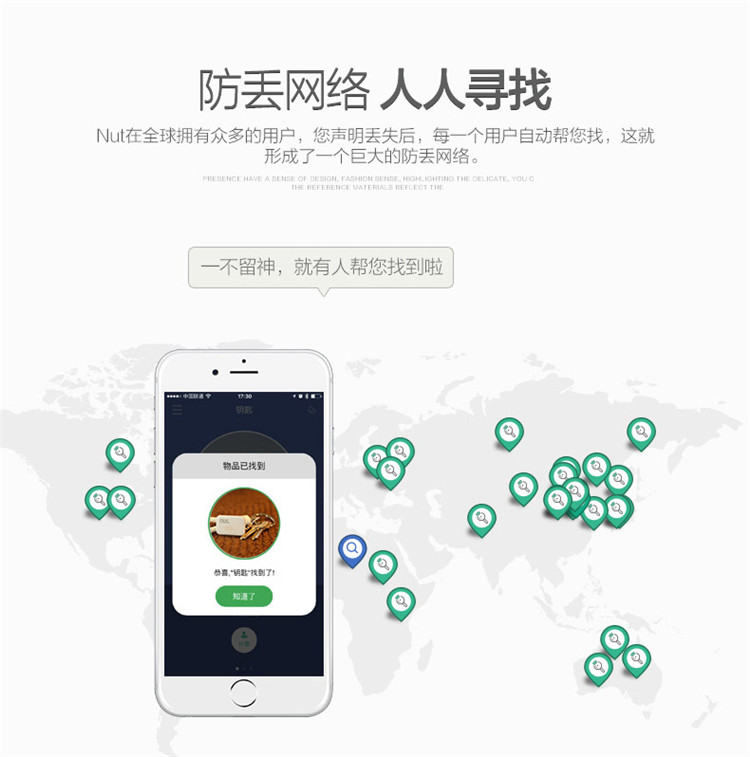 防丢网络 人人寻找
Nut在全球拥有众多的用户，您声明丢失后，每一个用户自动帮您找，这就
形成了一个巨大的防丢网络。
PRESENCE HAVE A SENSE OF DESIGN, FASHION SENSE, HIGHLIGHTING THE DELICATE, YOU C
THE REFERENCE MATERIALS REFLECT THE
一不留神，就有人帮您找到啦
中国联通 17:30
钥匙
物品已找到
恭喜,"钥匙"找到了!
知道了